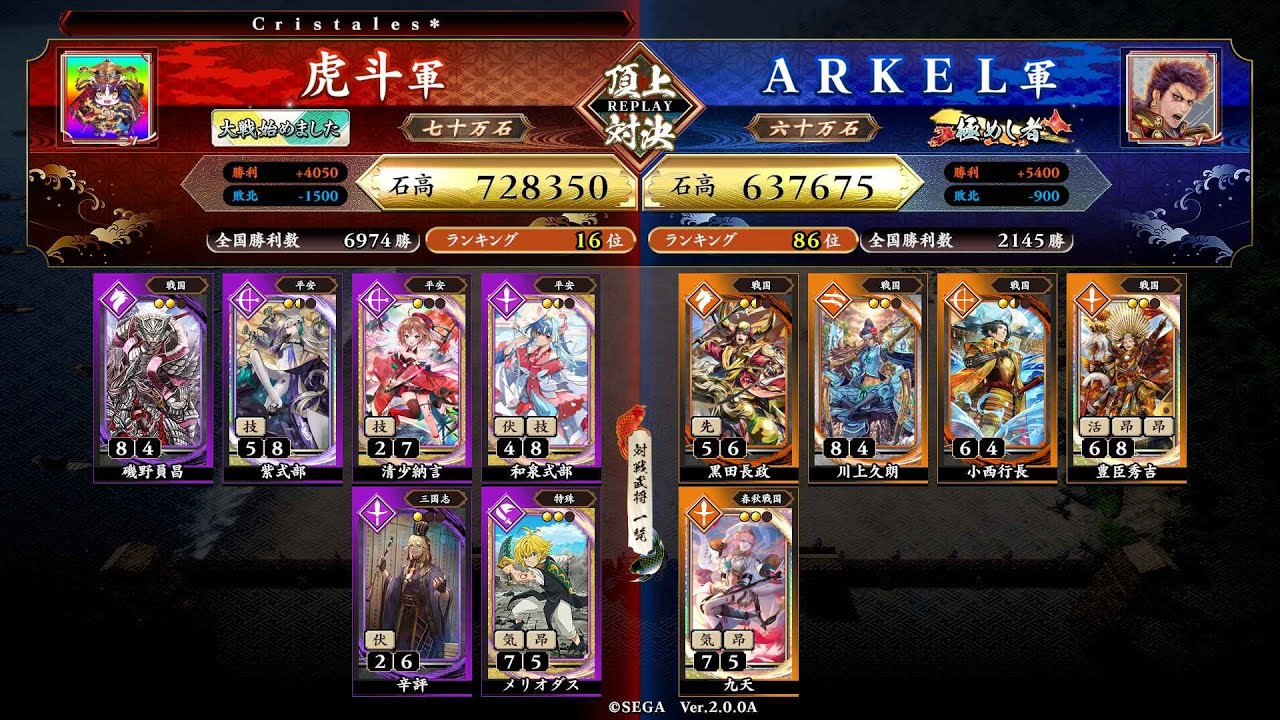 Cristales*
虎斗軍
大戦始めました
七十万石
頂上
REPLAY
対決
ARKEL軍
六十万石
極めし者
勝利 +4050
敗北 -1500
石高 728350
石高 637675
勝利 +5400
敗北 -900
全国勝利数 6974勝
ランキング 16位
ランキング 86位
全国勝利数 2145勝
戦国
8 4
磯野員昌
平安
技
5 8
紫式部
平安
技
2 7
清少納言
平安
伏 技
4 8
和泉式部
戦国
先
5 6
黒田長政
戦国
8 4
川上久朗
戦国
6 4
小西行長
戦国
活 昂 昂
6 8
豊臣秀吉
対戦武将一覧
三国志
伏
2 6
辛評
特殊
気 昂
7 5
メリオダス
春秋戦国
気 昂
7 5
九天
©SEGA Ver.2.0.0A